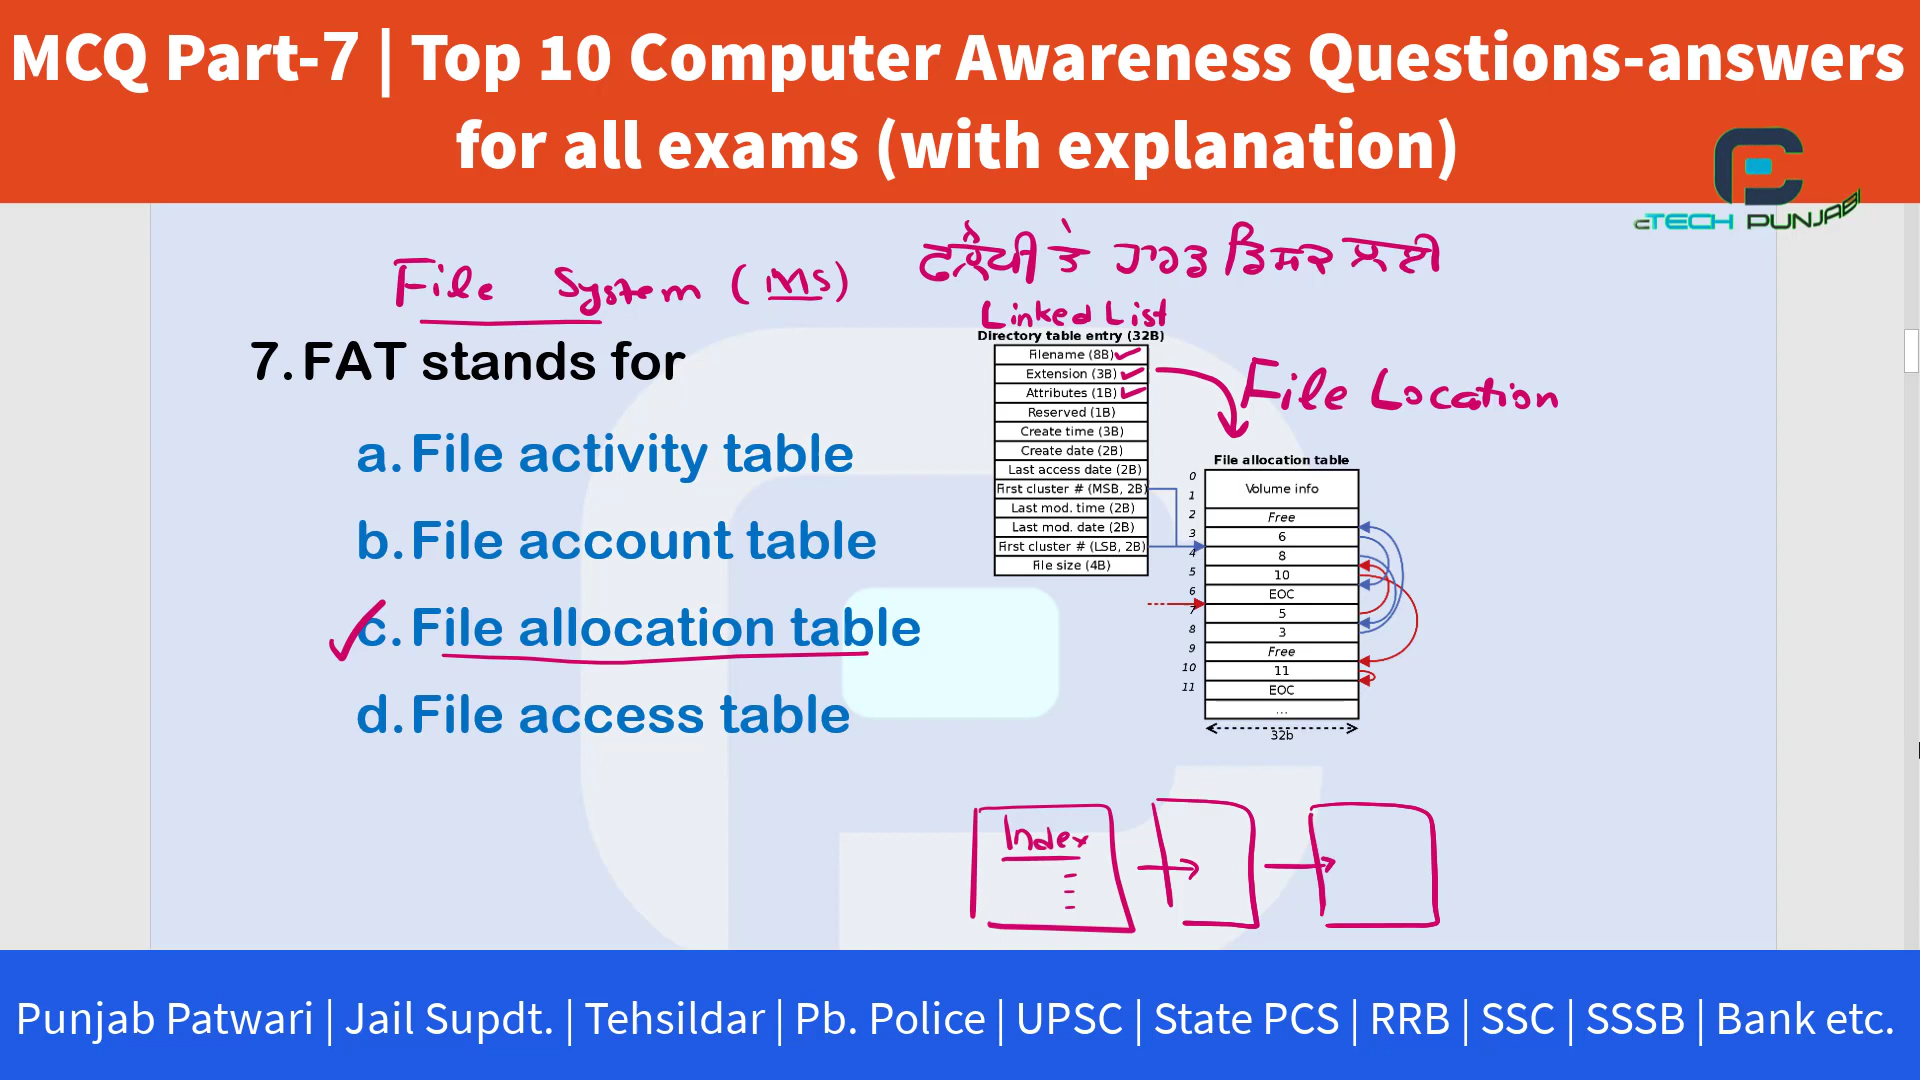 MCQ Part-7 | Top 10 Computer Awareness Questions-answers
for all exams (with explanation)
eTECH PUNJABI
File System (MS)
ਫਲੌਪੀ ਤੇ ਹਾਰਡ ਡਿਸਕ ਲਈ
Linked List
7. FAT stands for
a. File activity table
b. File account table
c. File allocation table
d. File access table
Directory table entry (32B)
Filename (8B)
Extension (3B)
Attributes (1B)
Reserved (1B)
Create time (3B)
Create date (2B)
Last access date (2B)
First cluster # (MSB, 2B)
Last mod. time (2B)
Last mod. date (2B)
First cluster # (LSB, 2B)
File size (4B)
File Location
File allocation table
0
1 Volume info
2 Free
3 6
4 8
5 10
6 EOC
7 5
8 3
9 Free
10 11
11 EOC
...
32b
Index
Punjab Patwari | Jail Supdt. | Tehsildar | Pb. Police | UPSC | State PCS | RRB | SSC | SSSB | Bank etc.